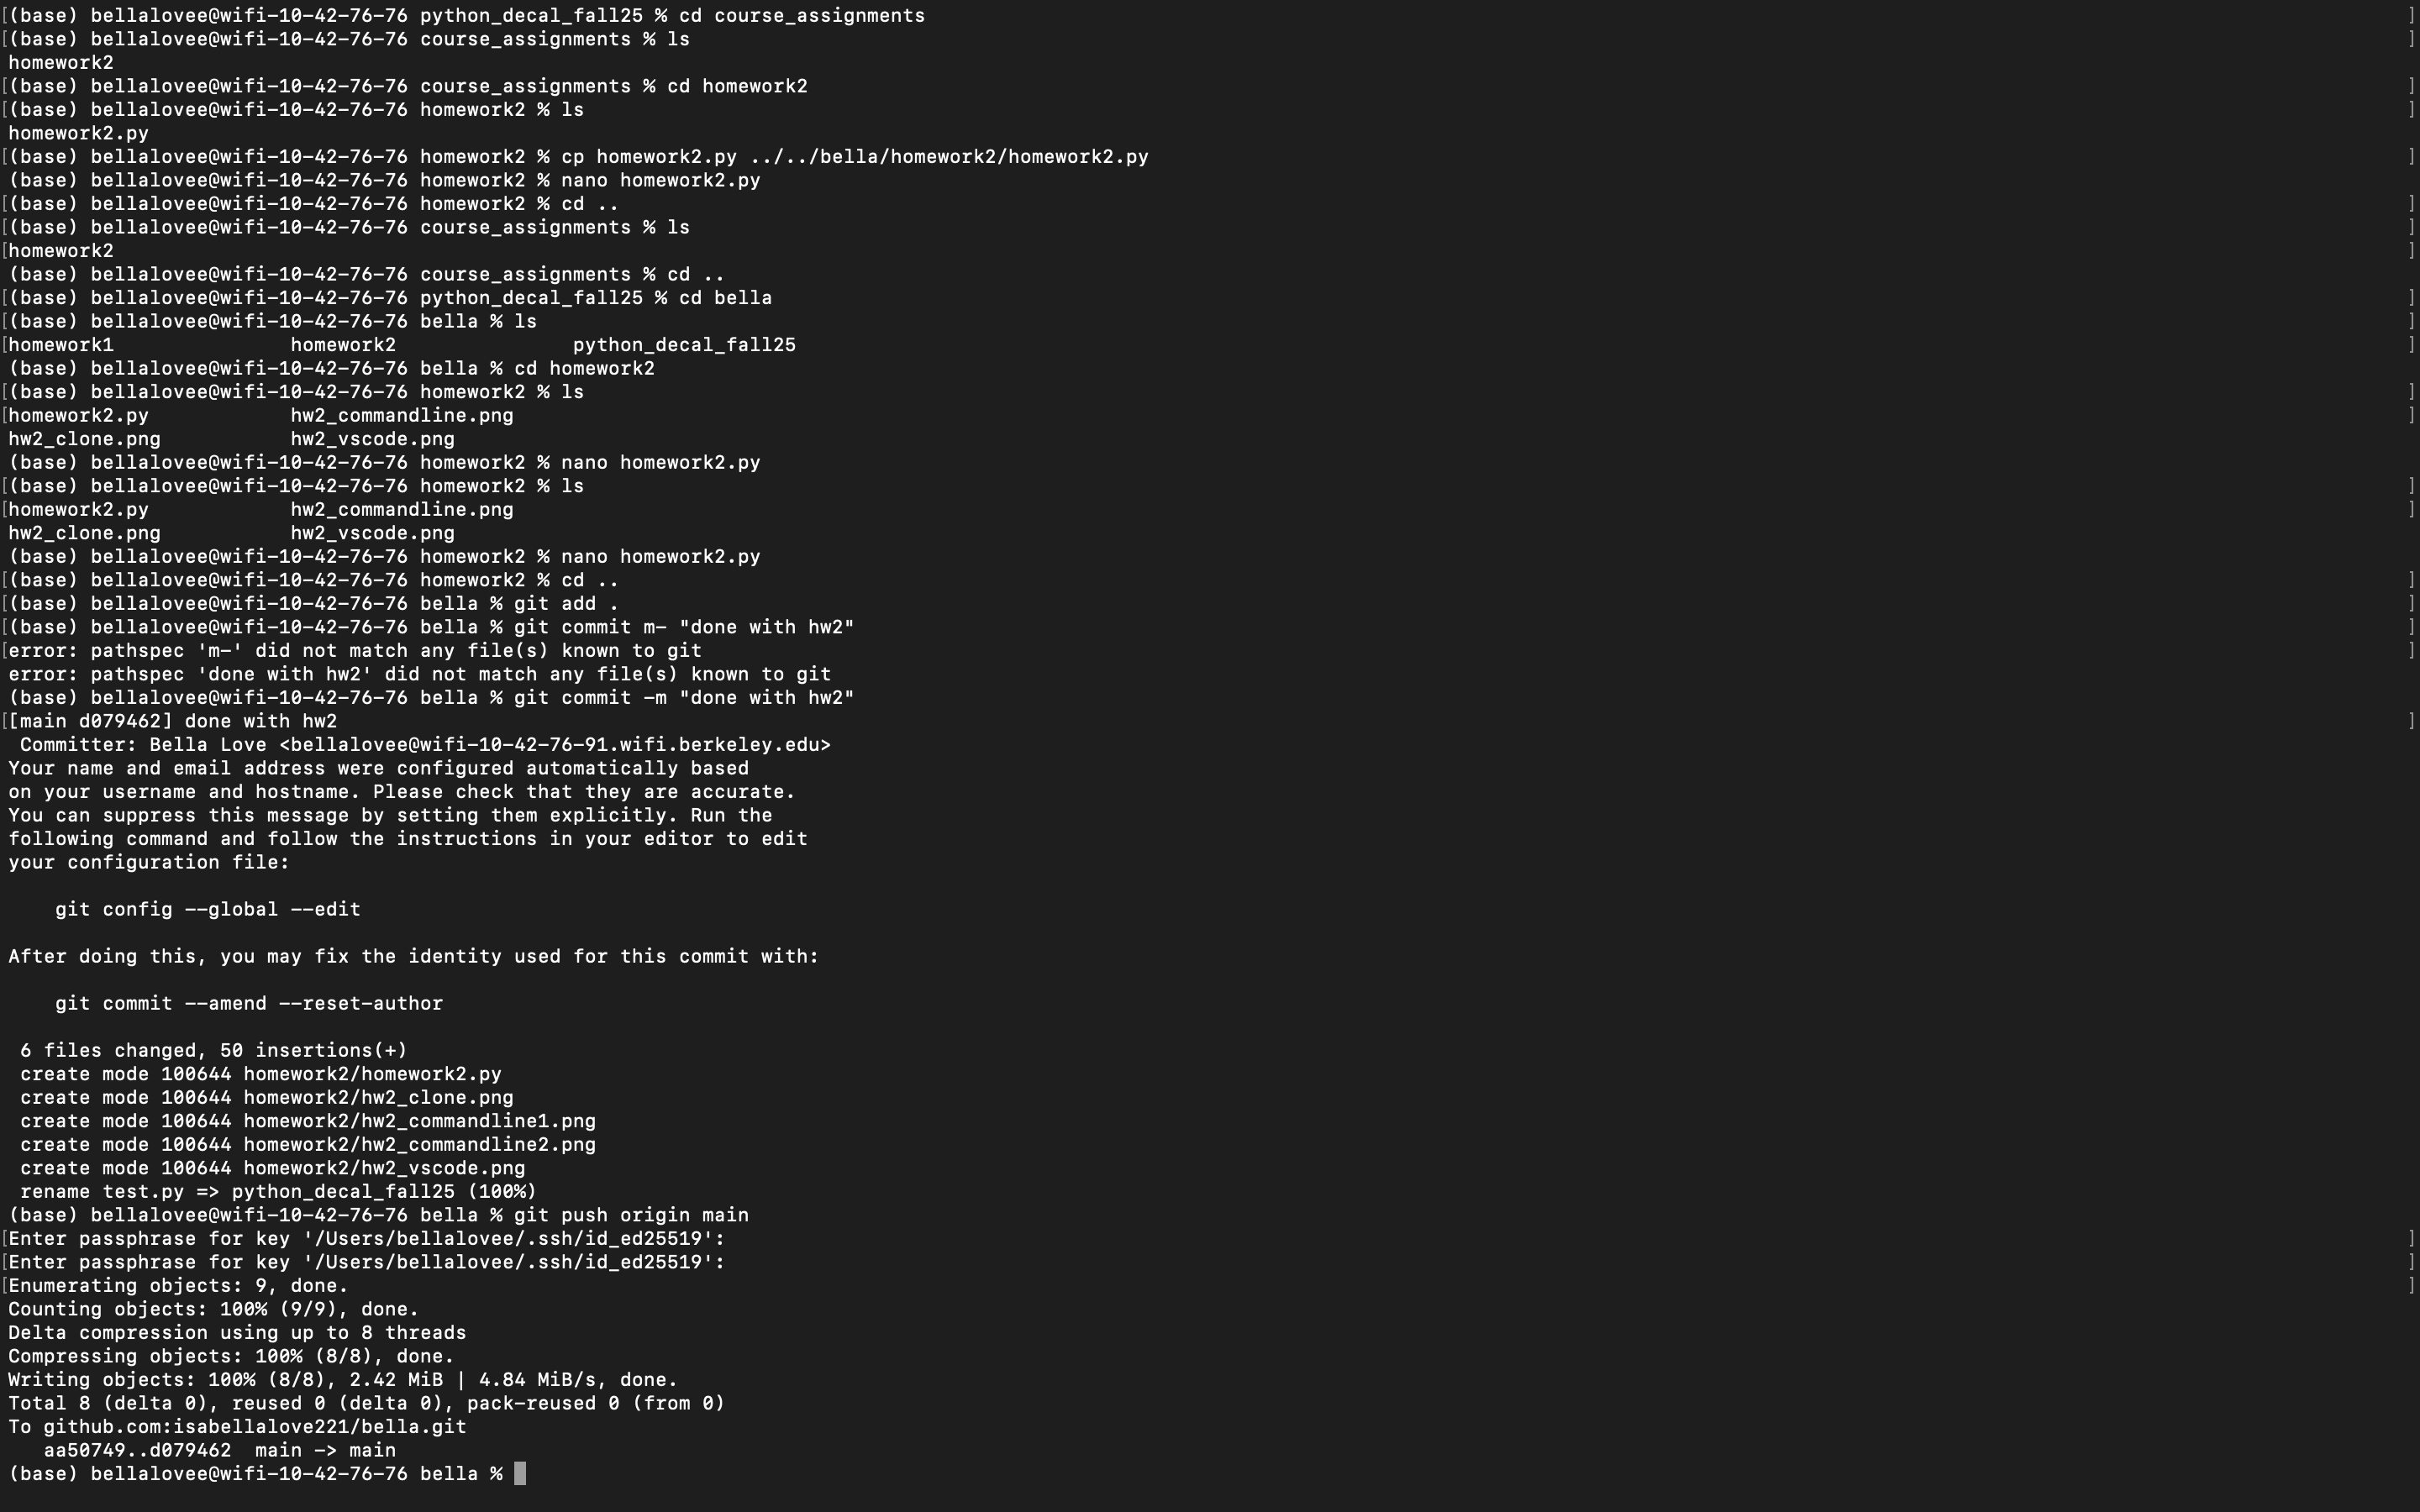 [(base) bellalovee@wifi-10-42-76-76 python_decal_fall25 % cd course_assignments ]
[(base) bellalovee@wifi-10-42-76-76 course_assignments % ls ]
homework2
[(base) bellalovee@wifi-10-42-76-76 course_assignments % cd homework2 ]
[(base) bellalovee@wifi-10-42-76-76 homework2 % ls ]
homework2.py
[(base) bellalovee@wifi-10-42-76-76 homework2 % cp homework2.py ../../bella/homework2/homework2.py ]
(base) bellalovee@wifi-10-42-76-76 homework2 % nano homework2.py
[(base) bellalovee@wifi-10-42-76-76 homework2 % cd .. ]
[(base) bellalovee@wifi-10-42-76-76 course_assignments % ls ]
[homework2 ]
(base) bellalovee@wifi-10-42-76-76 course_assignments % cd ..
[(base) bellalovee@wifi-10-42-76-76 python_decal_fall25 % cd bella ]
[(base) bellalovee@wifi-10-42-76-76 bella % ls ]
[homework1 homework2 python_decal_fall25 ]
(base) bellalovee@wifi-10-42-76-76 bella % cd homework2
[(base) bellalovee@wifi-10-42-76-76 homework2 % ls ]
[homework2.py hw2_commandline.png ]
hw2_clone.png hw2_vscode.png
(base) bellalovee@wifi-10-42-76-76 homework2 % nano homework2.py
[(base) bellalovee@wifi-10-42-76-76 homework2 % ls ]
[homework2.py hw2_commandline.png ]
hw2_clone.png hw2_vscode.png
(base) bellalovee@wifi-10-42-76-76 homework2 % nano homework2.py
[(base) bellalovee@wifi-10-42-76-76 homework2 % cd .. ]
[(base) bellalovee@wifi-10-42-76-76 bella % git add . ]
[(base) bellalovee@wifi-10-42-76-76 bella % git commit m- "done with hw2" ]
[error: pathspec 'm-' did not match any file(s) known to git ]
error: pathspec 'done with hw2' did not match any file(s) known to git
(base) bellalovee@wifi-10-42-76-76 bella % git commit -m "done with hw2"
[[main d079462] done with hw2 ]
Committer: Bella Love <bellalovee@wifi-10-42-76-91.wifi.berkeley.edu>
Your name and email address were configured automatically based
on your username and hostname. Please check that they are accurate.
You can suppress this message by setting them explicitly. Run the
following command and follow the instructions in your editor to edit
your configuration file:
git config --global --edit
After doing this, you may fix the identity used for this commit with:
git commit --amend --reset-author
6 files changed, 50 insertions(+)
create mode 100644 homework2/homework2.py
create mode 100644 homework2/hw2_clone.png
create mode 100644 homework2/hw2_commandline1.png
create mode 100644 homework2/hw2_commandline2.png
create mode 100644 homework2/hw2_vscode.png
rename test.py => python_decal_fall25 (100%)
(base) bellalovee@wifi-10-42-76-76 bella % git push origin main
[Enter passphrase for key '/Users/bellalovee/.ssh/id_ed25519': ]
[Enter passphrase for key '/Users/bellalovee/.ssh/id_ed25519': ]
[Enumerating objects: 9, done. ]
Counting objects: 100% (9/9), done.
Delta compression using up to 8 threads
Compressing objects: 100% (8/8), done.
Writing objects: 100% (8/8), 2.42 MiB | 4.84 MiB/s, done.
Total 8 (delta 0), reused 0 (delta 0), pack-reused 0 (from 0)
To github.com:isabellalove221/bella.git
aa50749..d079462 main -> main
(base) bellalovee@wifi-10-42-76-76 bella %